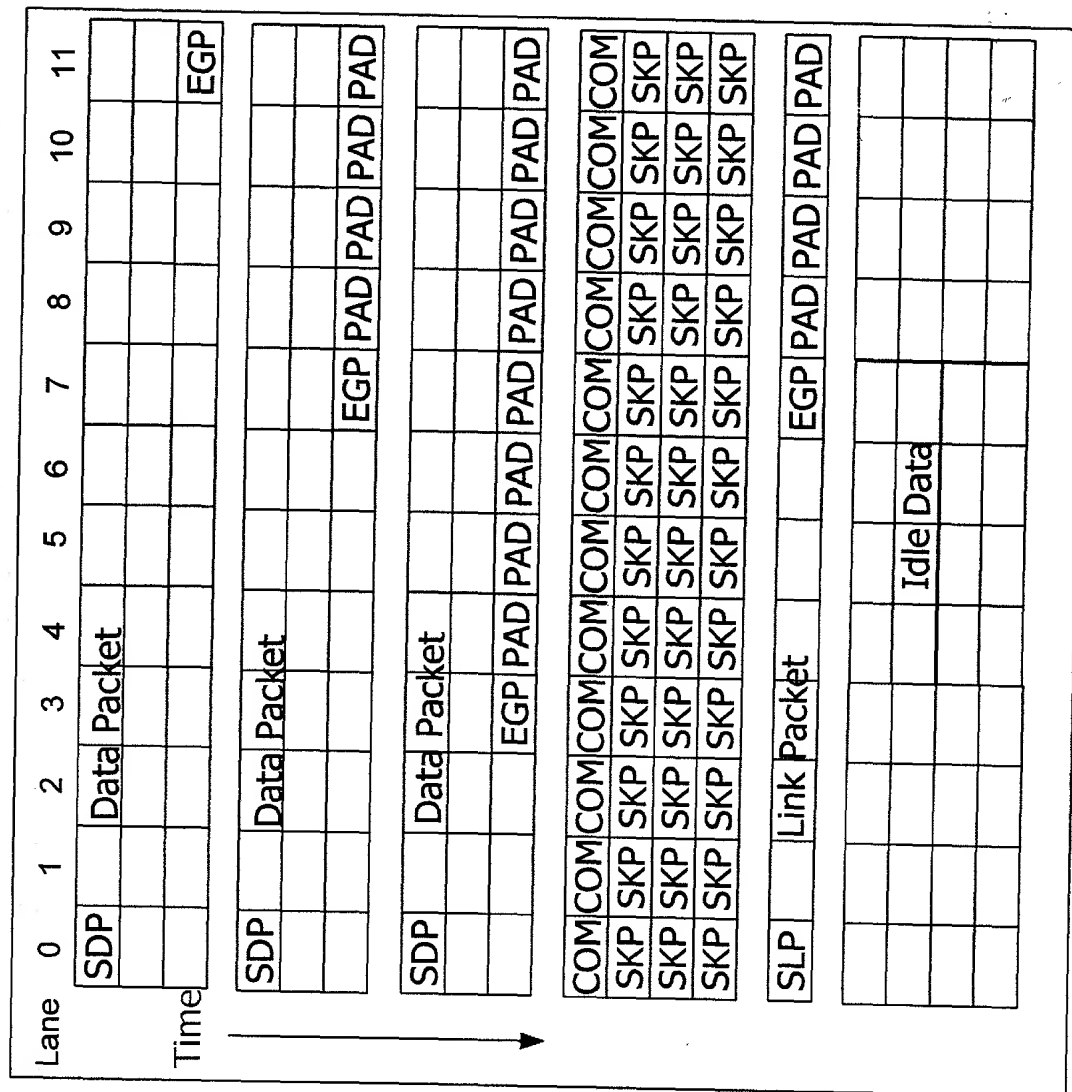 Lane 0 1 2 3 4 5 6 7 8 9 10 11
SDP Data Packet
Time EGP
SDP Data Packet
EGP PAD PAD PAD PAD
SDP Data Packet
EGP PAD PAD PAD PAD PAD PAD PAD PAD
COM COM COM COM COM COM COM COM COM COM COM COM
SKP SKP SKP SKP SKP SKP SKP SKP SKP SKP SKP SKP
SKP SKP SKP SKP SKP SKP SKP SKP SKP SKP SKP SKP
SKP SKP SKP SKP SKP SKP SKP SKP SKP SKP SKP SKP
SLP Link Packet EGP PAD PAD PAD PAD
Idle Data